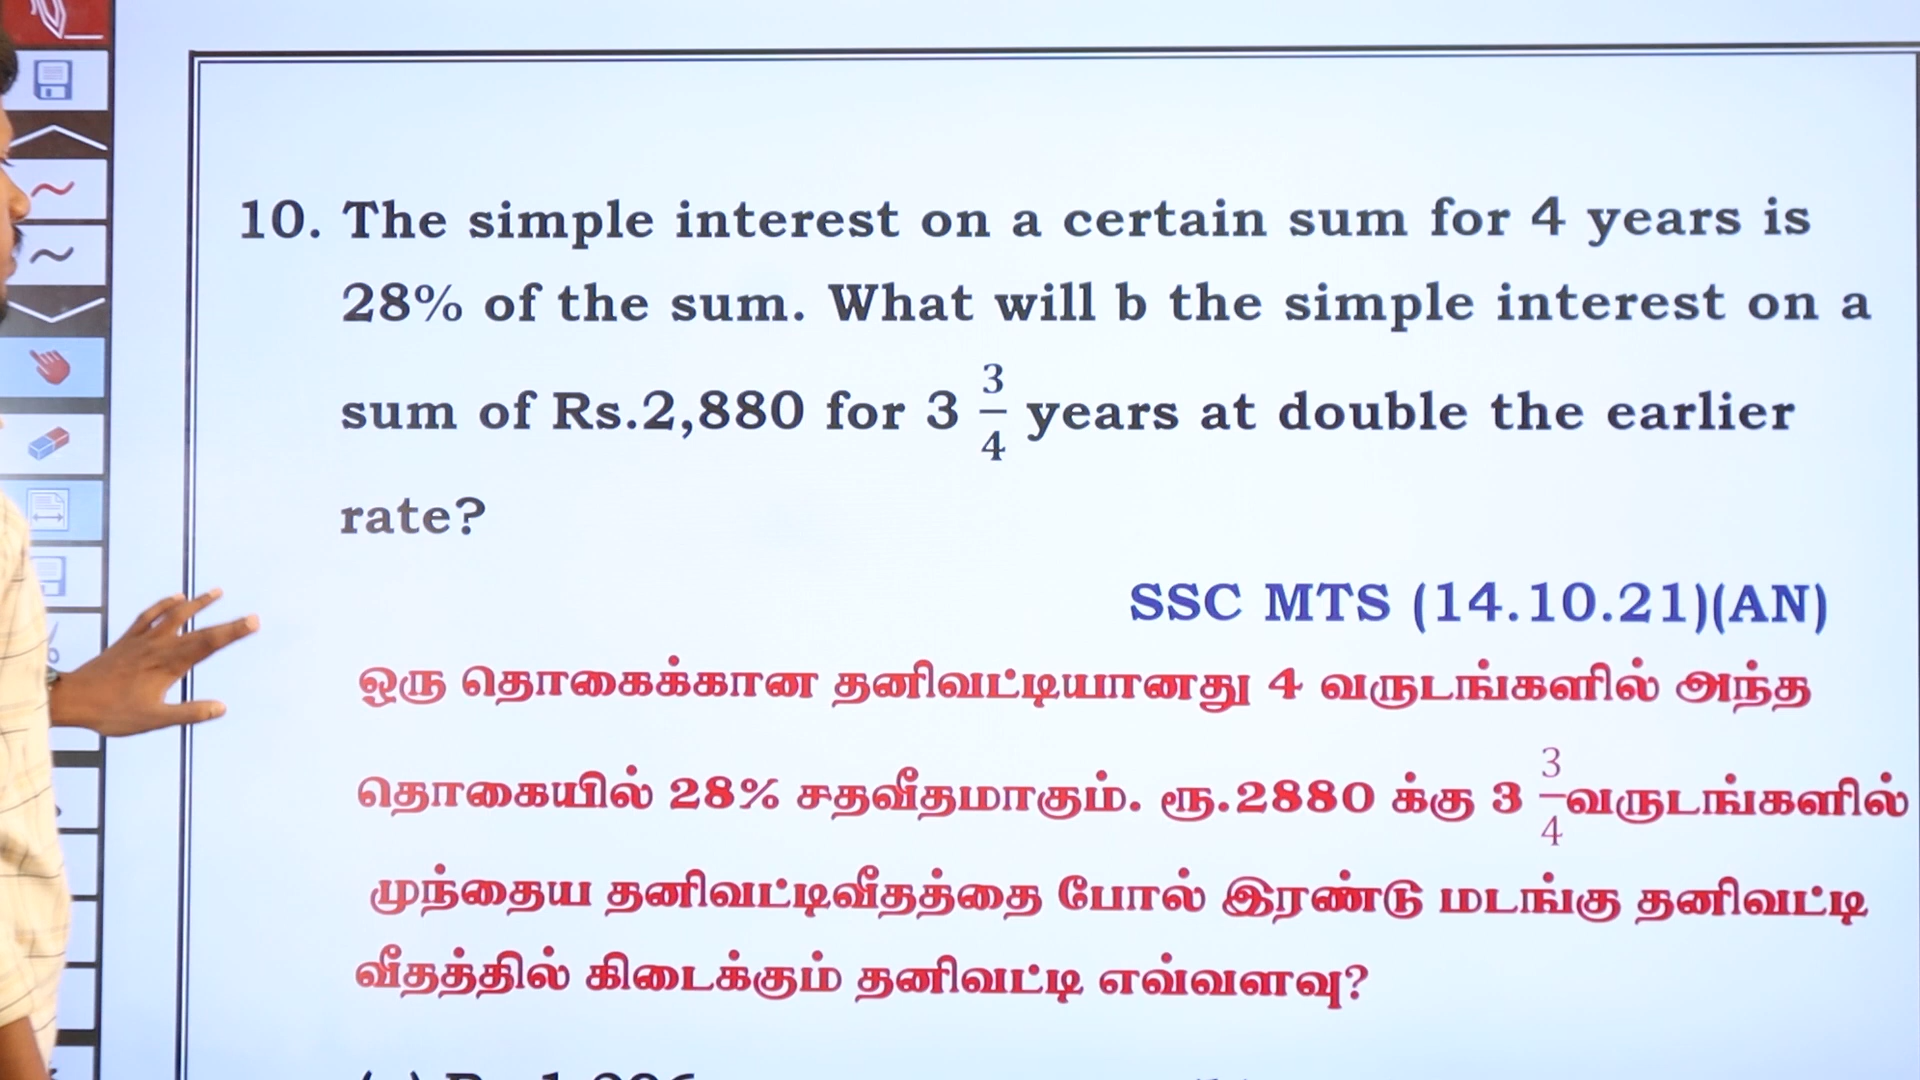 10. The simple interest on a certain sum for 4 years is
28% of the sum. What will b the simple interest on a
sum of Rs.2,880 for 3 3/4 years at double the earlier
rate?
SSC MTS (14.10.21)(AN)
ஒரு தொகைக்கான தனிவட்டியானது 4 வருடங்களில் அந்த
தொகையில் 28% சதவீதமாகும். ரூ.2880 க்கு 3 3/4 வருடங்களில்
முந்தைய தனிவட்டிவீதத்தை போல் இரண்டு மடங்கு தனிவட்டி
வீதத்தில் கிடைக்கும் தனிவட்டி எவ்வளவு?